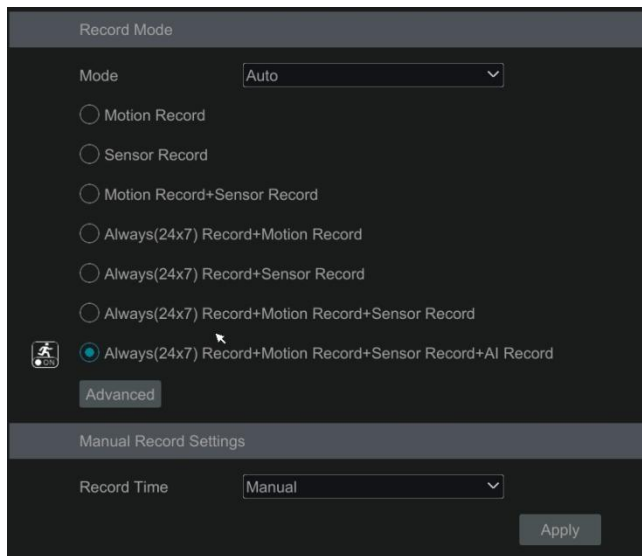 Record Mode
Mode Auto
Motion Record
Sensor Record
Motion Record+Sensor Record
Always(24x7) Record+Motion Record
Always(24x7) Record+Sensor Record
Always(24x7) Record+Motion Record+Sensor Record
ON Always(24x7) Record+Motion Record+Sensor Record+AI Record
Advanced
Manual Record Settings
Record Time Manual
Apply